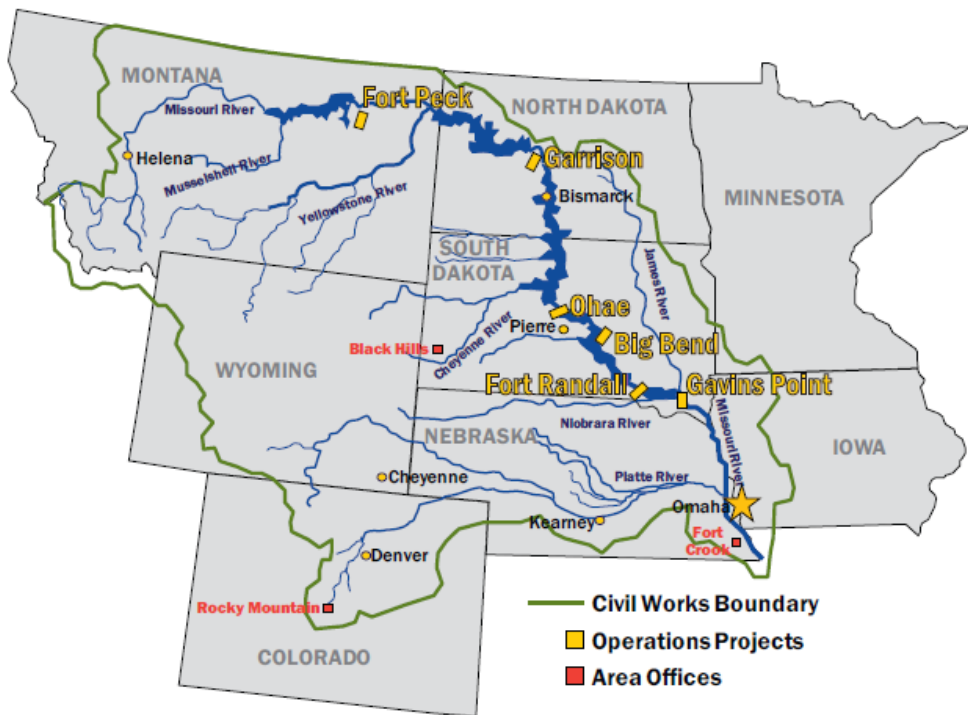 MONTANA
Missouri River
Fort Peck
NORTH DAKOTA
Helena
Musselshell River
Garrison
Yellowstone River
Bismarck
MINNESOTA
SOUTH
DAKOTA
James River
Ohae
Pierre
Black Hills
Cheyenne River
Big Bend
WYOMING
Fort Randall
Gavins Point
Niobrara River
Missouri River
NEBRASKA
IOWA
Platte River
Cheyenne
Omaha
Kearney
Fort
Crook
Denver
Rocky Mountain
COLORADO
Civil Works Boundary
Operations Projects
Area Offices